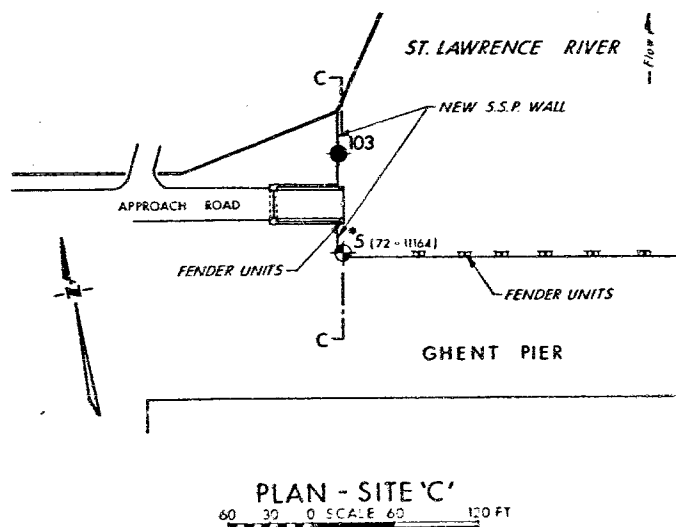 ST. LAWRENCE RIVER
Flow
C
NEW S.S.P. WALL
103
APPROACH ROAD
*5 (72-11164)
FENDER UNITS
FENDER UNITS
N
C
GHENT PIER
PLAN - SITE 'C'
60 30 0 SCALE 60 120 FT